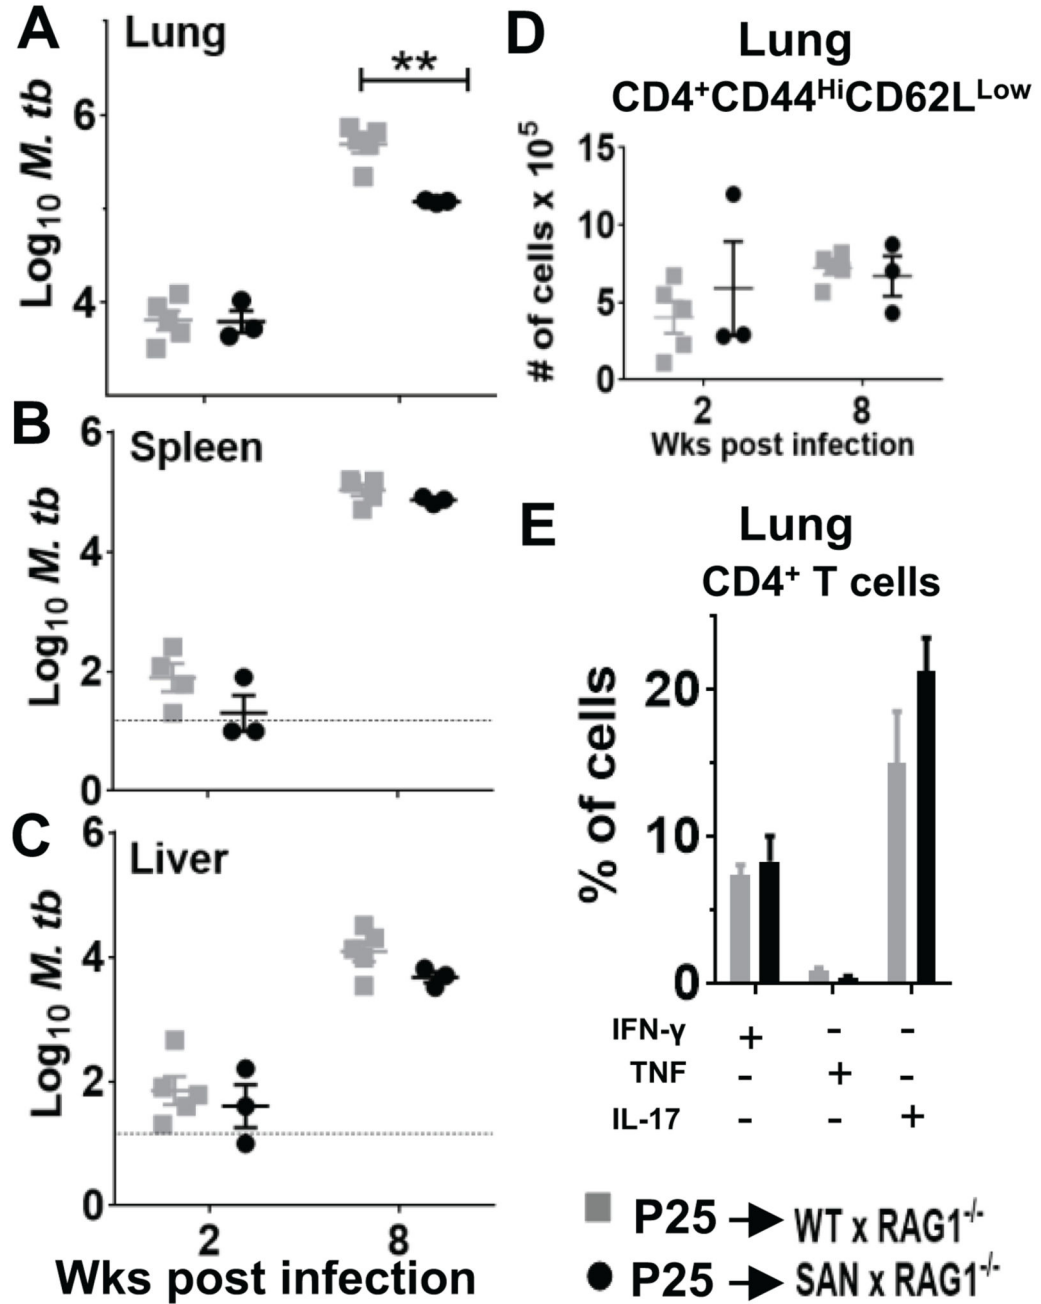 A
Lung
**
Log10 M. tb
6
4
B
Spleen
Log10 M. tb
6
4
2
0
C
Liver
Log10 M. tb
6
4
2
0
2 8
Wks post infection
D
Lung
CD4+CD44HiCD62LLow
# of cells x 10^5
15
10
5
0
2 8
Wks post infection
E
Lung
CD4+ T cells
% of cells
20
10
0
IFN-γ + - -
TNF - + -
IL-17 - - +
P25 → WT x RAG1-/-
P25 → SAN x RAG1-/-